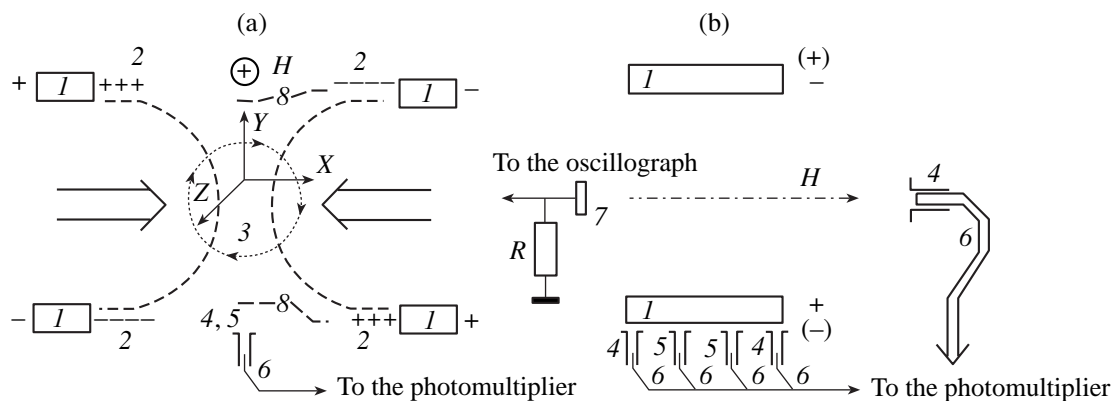 (a)
(b)
2
H
2
(+)
+ 1 +++
+
8
1 –
1
–
Y
X
Z
3
To the oscillograph
H
4
7
R
6
– 1
2
8
4, 5
+++ 1 +
2
1
+
(–)
4 5 5 4
6
6 6 6 6
To the photomultiplier
To the photomultiplier